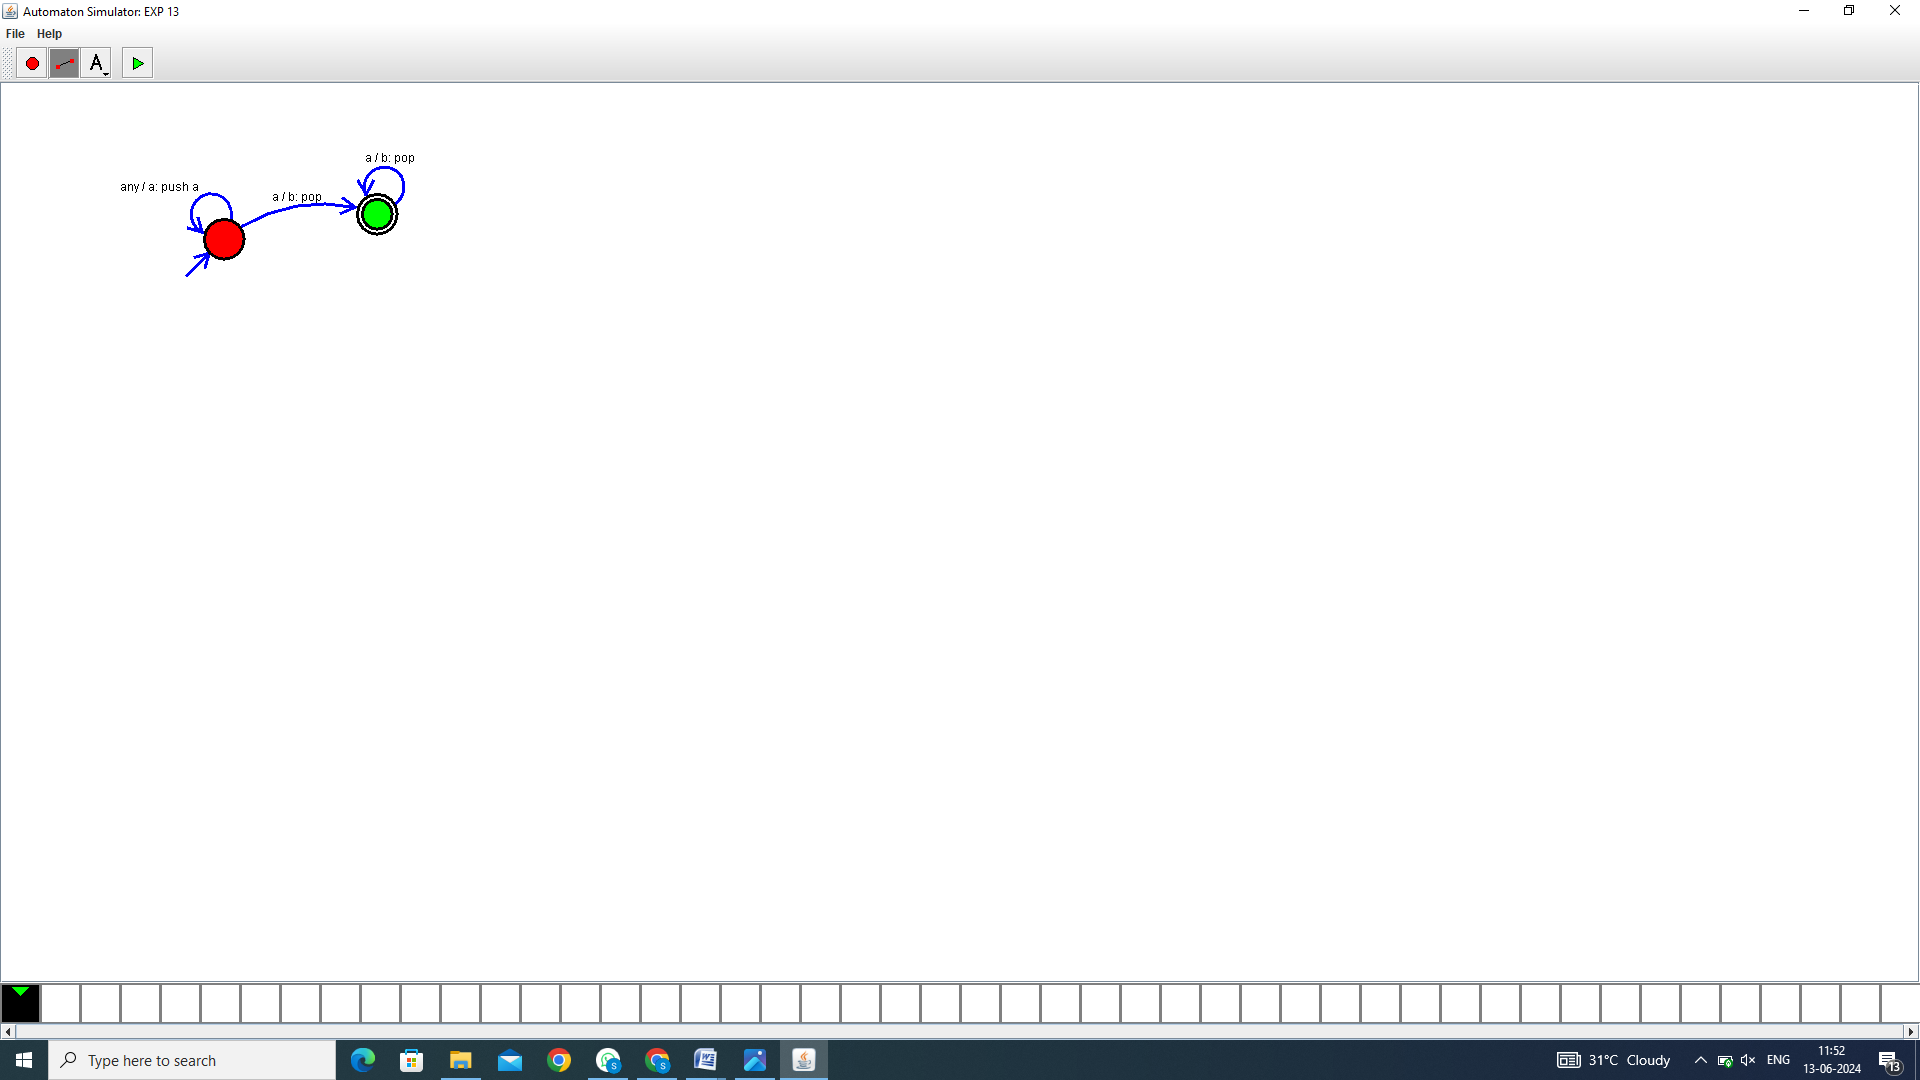 Automaton Simulator: EXP 13
File Help
A
a / b: pop
any / a: push a
a / b: pop
Type here to search
S
S
W
31°C Cloudy
ENG
11:52
13-06-2024
13